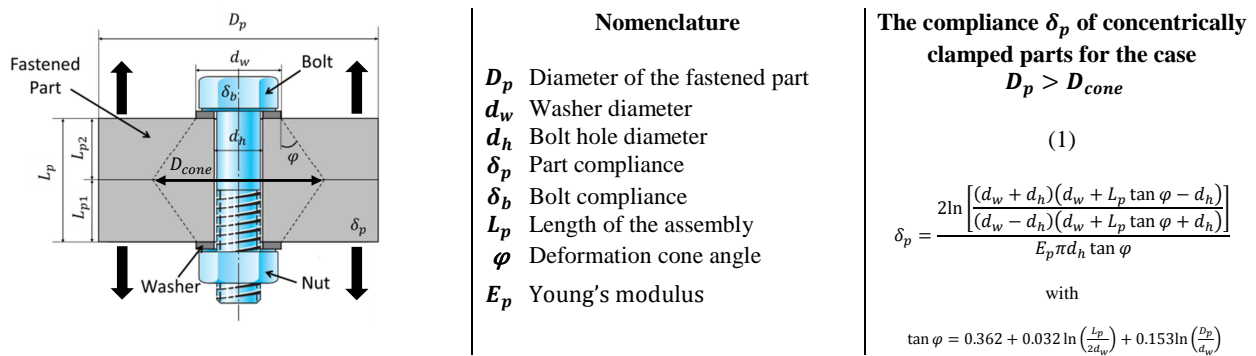 D_p
d_w
Fastened
Part
Bolt
δ_b
d_h
φ
L_p2
L_p
D_cone
L_p1
δ_p
Washer
Nut
Nomenclature
D_p Diameter of the fastened part
d_w Washer diameter
d_h Bolt hole diameter
δ_p Part compliance
δ_b Bolt compliance
L_p Length of the assembly
φ Deformation cone angle
E_p Young's modulus
The compliance δ_p of concentrically
clamped parts for the case
D_p > D_cone
(1)
δ_p = 2ln[(d_w + d_h)(d_w + L_p tan φ − d_h) / (d_w − d_h)(d_w + L_p tan φ + d_h)] / E_p π d_h tan φ
with
tan φ = 0.362 + 0.032 ln(L_p / 2d_w) + 0.153ln(D_p / d_w)